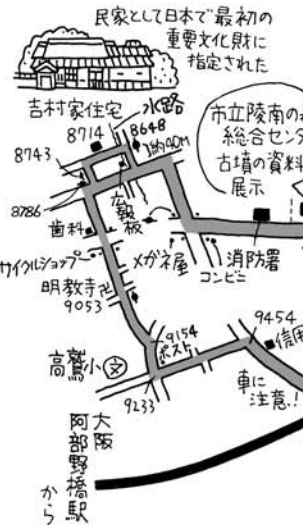 民家として日本で最初の
重要文化財に
指定された
吉村家住宅
水路
8714
8648
約40M
8743
8786
広報板
市立陵南の
総合セン
古墳の資料
展示
歯科
サイクルショップ
メガネ屋
消防署
コンビニ
明教寺卍
9053
9154
ポスト
9454
高鷲小文
9233
車に
注意!
大阪
阿部野橋駅
から